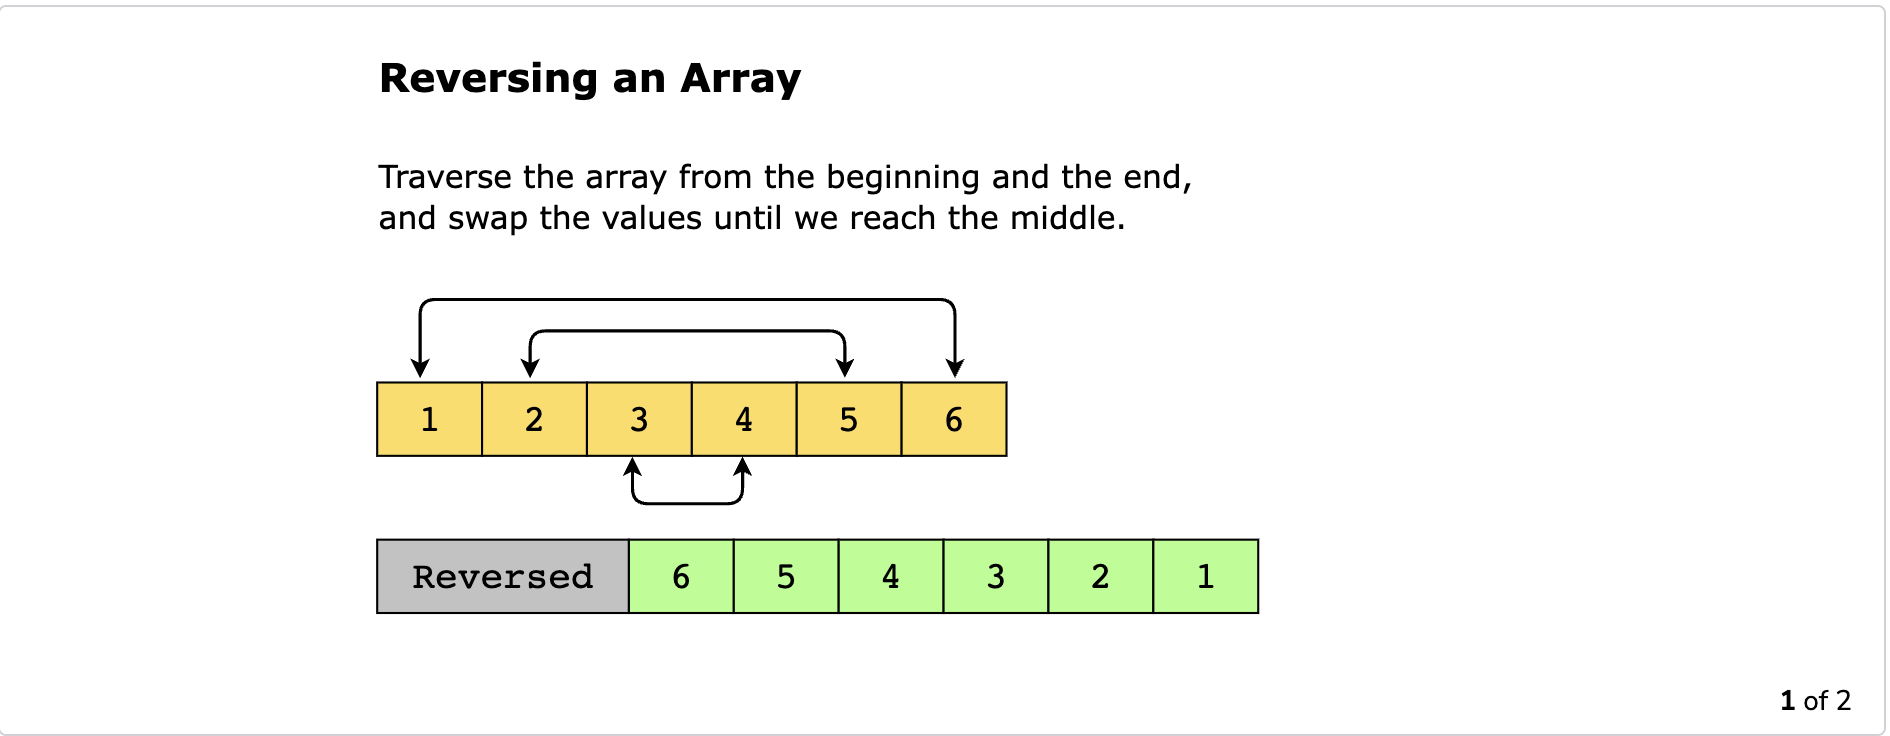 Reversing an Array
Traverse the array from the beginning and the end,
and swap the values until we reach the middle.
1 2 3 4 5 6
Reversed 6 5 4 3 2 1
1 of 2